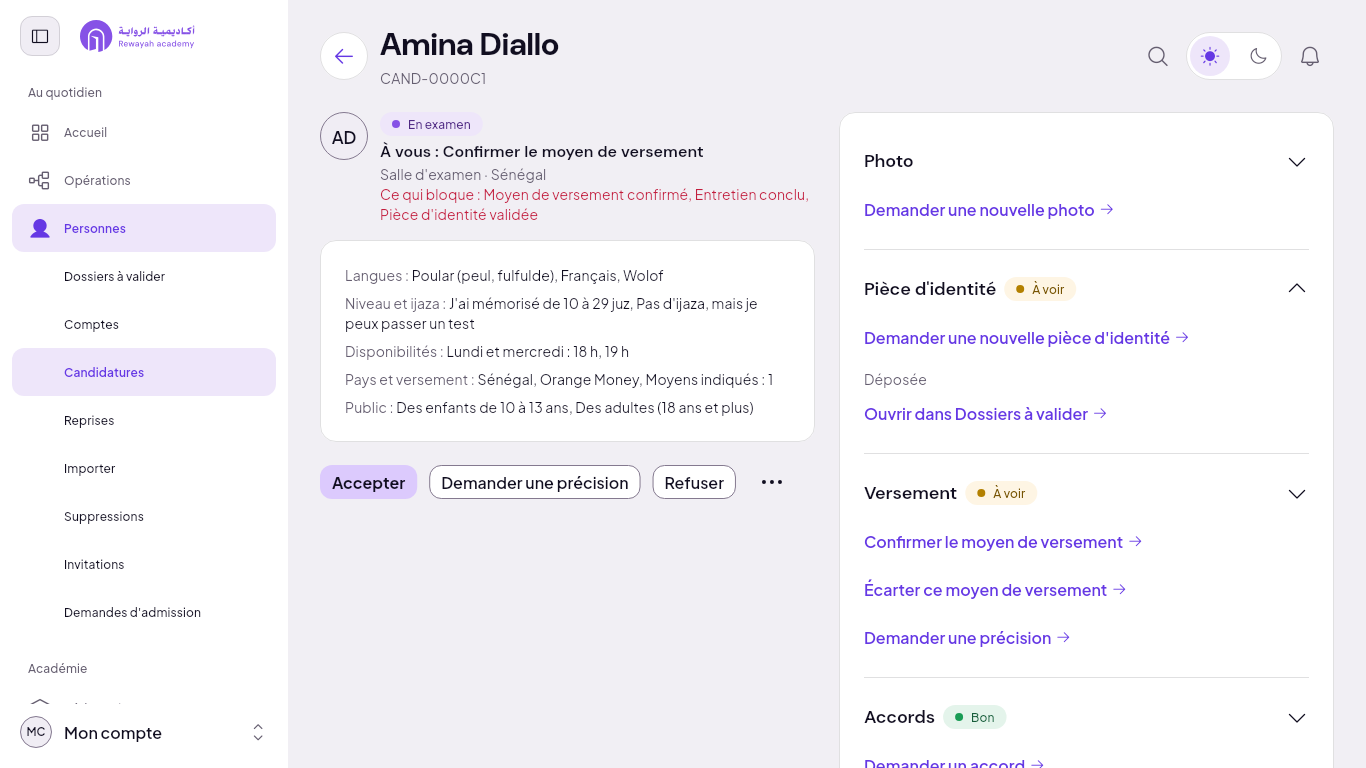 أكاديمية الرواية
Rewayah academy
Au quotidien
Accueil
Opérations
Personnes
Dossiers à valider
Comptes
Candidatures
Reprises
Importer
Suppressions
Invitations
Demandes d'admission
Académie
MC
Mon compte
Amina Diallo
CAND-0000C1
AD
En examen
À vous : Confirmer le moyen de versement
Salle d'examen · Sénégal
Ce qui bloque : Moyen de versement confirmé, Entretien conclu,
Pièce d'identité validée
Langues : Poular (peul, fulfulde), Français, Wolof
Niveau et ijaza : J'ai mémorisé de 10 à 29 juz, Pas d'ijaza, mais je
peux passer un test
Disponibilités : Lundi et mercredi : 18 h, 19 h
Pays et versement : Sénégal, Orange Money, Moyens indiqués : 1
Public : Des enfants de 10 à 13 ans, Des adultes (18 ans et plus)
Accepter
Demander une précision
Refuser
Photo
Demander une nouvelle photo
Pièce d'identité
À voir
Demander une nouvelle pièce d'identité
Déposée
Ouvrir dans Dossiers à valider
Versement
À voir
Confirmer le moyen de versement
Écarter ce moyen de versement
Demander une précision
Accords
Bon
Demander un accord